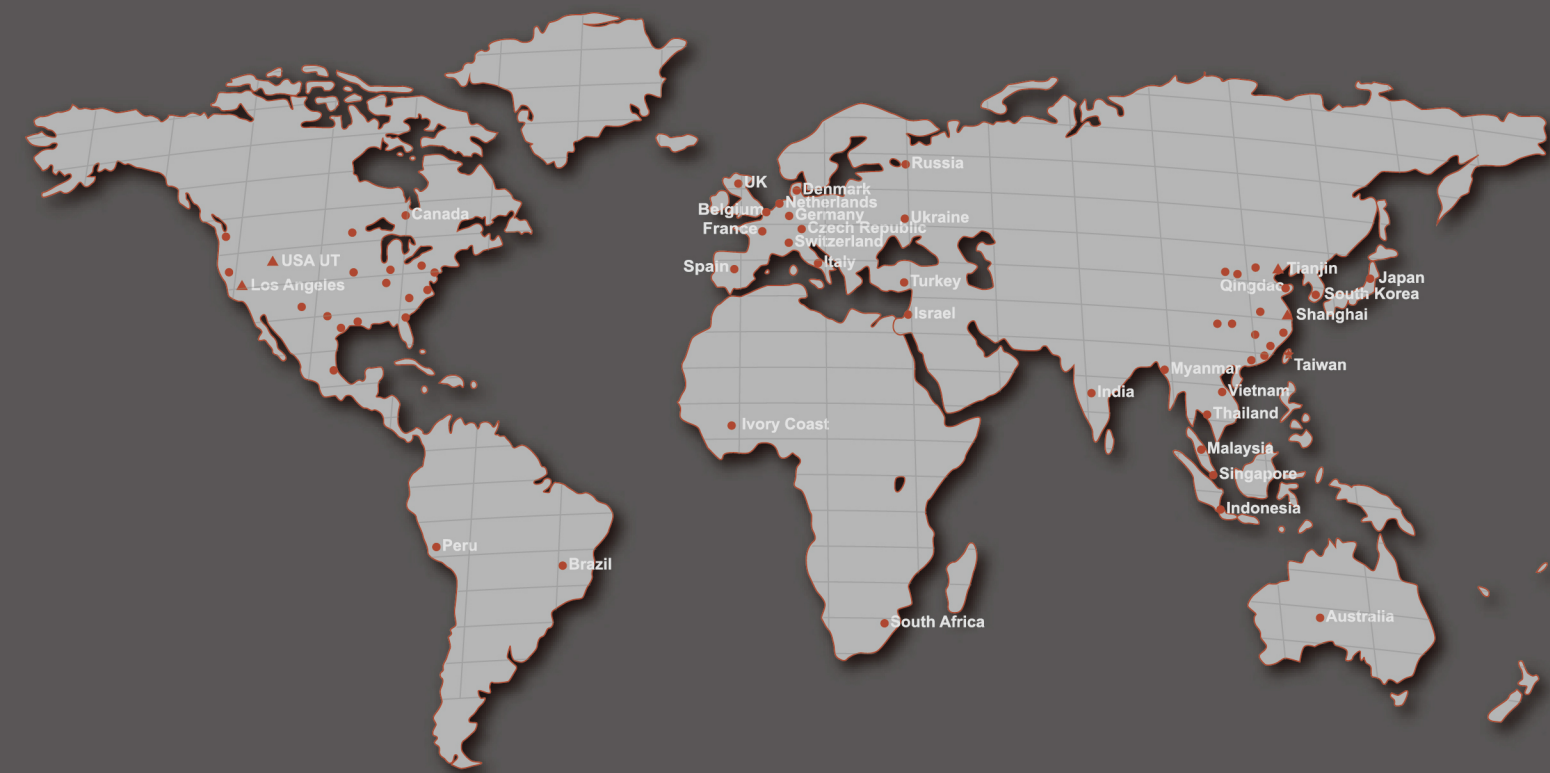 Russia
UK
Denmark
Netherlands
Belgium
Germany
Canada
Ukraine
France
Czech Republic
Switzerland
USA UT
Italy
Spain
Tianjin
Japan
Turkey
Los Angeles
Qingdao
South Korea
Israel
Shanghai
Taiwan
Myanmar
India
Vietnam
Thailand
Ivory Coast
Malaysia
Singapore
Indonesia
Peru
Brazil
Australia
South Africa